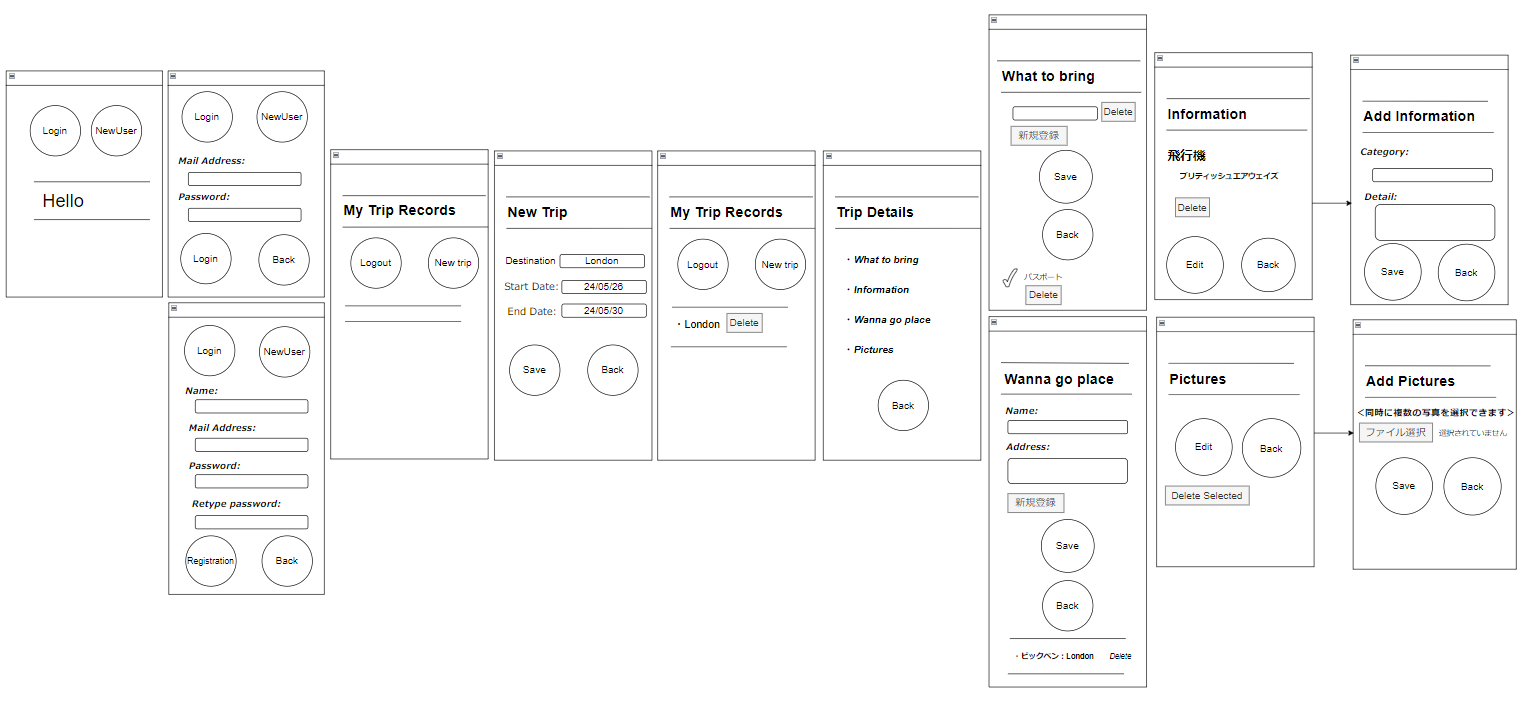 Login NewUser
Hello
Login NewUser
Mail Address:
Password:
Login Back
Login NewUser
Name:
Mail Address:
Password:
Retype password:
Registration Back
My Trip Records
Logout New trip
New Trip
Destination London
Start Date: 24/05/26
End Date: 24/05/30
Save Back
My Trip Records
Logout New trip
・London Delete
Trip Details
・ What to bring
・ Information
・ Wanna go place
・ Pictures
Back
What to bring
Delete
新規登録
Save
Back
パスポート
Delete
Wanna go place
Name:
Address:
新規登録
Save
Back
・ビックベン : London Delete
Information
飛行機
ブリティッシュエアウェイズ
Delete
Edit Back
Pictures
Edit Back
Delete Selected
Add Information
Category:
Detail:
Save Back
Add Pictures
<同時に複数の写真を選択できます>
ファイル選択 選択されていません
Save Back